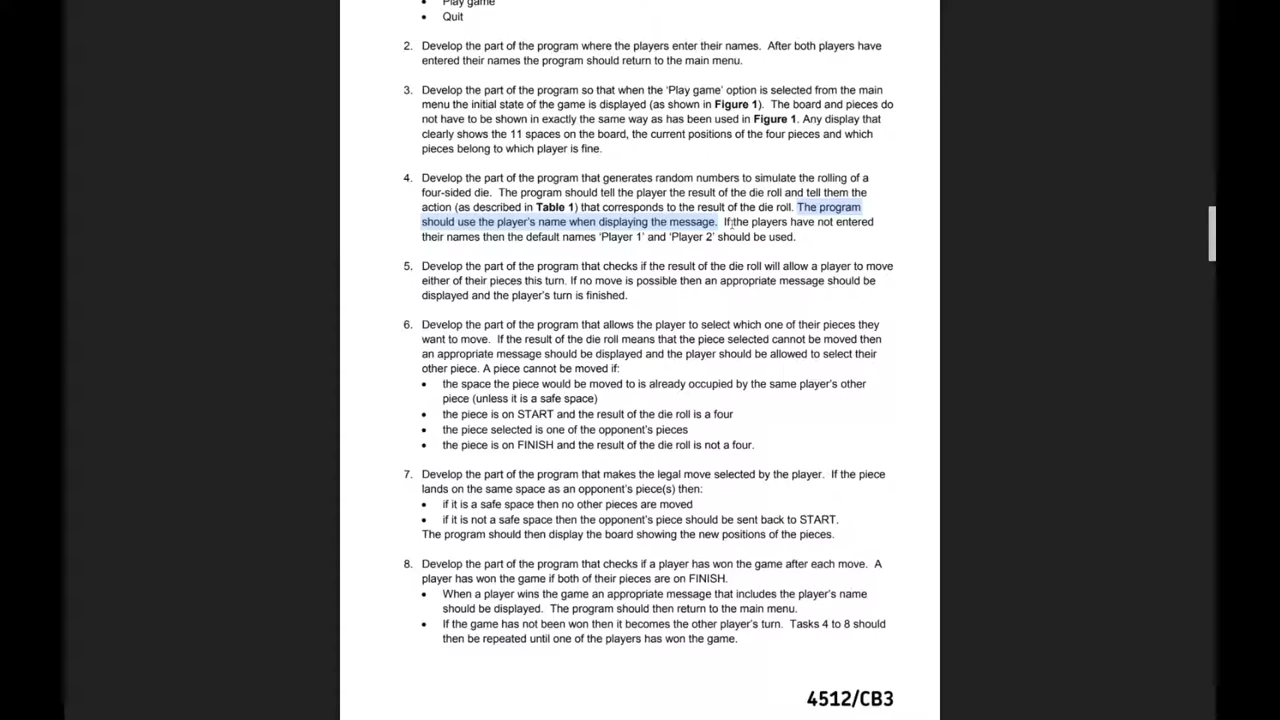 • Play game
• Quit
2. Develop the part of the program where the players enter their names. After both players have
entered their names the program should return to the main menu.
3. Develop the part of the program so that when the ‘Play game’ option is selected from the main
menu the initial state of the game is displayed (as shown in Figure 1). The board and pieces do
not have to be shown in exactly the same way as has been used in Figure 1. Any display that
clearly shows the 11 spaces on the board, the current positions of the four pieces and which
pieces belong to which player is fine.
4. Develop the part of the program that generates random numbers to simulate the rolling of a
four-sided die. The program should tell the player the result of the die roll and tell them the
action (as described in Table 1) that corresponds to the result of the die roll. The program
should use the player’s name when displaying the message. If the players have not entered
their names then the default names ‘Player 1’ and ‘Player 2’ should be used.
5. Develop the part of the program that checks if the result of the die roll will allow a player to move
either of their pieces this turn. If no move is possible then an appropriate message should be
displayed and the player’s turn is finished.
6. Develop the part of the program that allows the player to select which one of their pieces they
want to move. If the result of the die roll means that the piece selected cannot be moved then
an appropriate message should be displayed and the player should be allowed to select their
other piece. A piece cannot be moved if:
• the space the piece would be moved to is already occupied by the same player’s other
piece (unless it is a safe space)
• the piece is on START and the result of the die roll is a four
• the piece selected is one of the opponent’s pieces
• the piece is on FINISH and the result of the die roll is not a four.
7. Develop the part of the program that makes the legal move selected by the player. If the piece
lands on the same space as an opponent’s piece(s) then:
• if it is a safe space then no other pieces are moved
• if it is not a safe space then the opponent’s piece should be sent back to START.
The program should then display the board showing the new positions of the pieces.
8. Develop the part of the program that checks if a player has won the game after each move. A
player has won the game if both of their pieces are on FINISH.
• When a player wins the game an appropriate message that includes the player’s name
should be displayed. The program should then return to the main menu.
• If the game has not been won then it becomes the other player’s turn. Tasks 4 to 8 should
then be repeated until one of the players has won the game.
4512/CB3